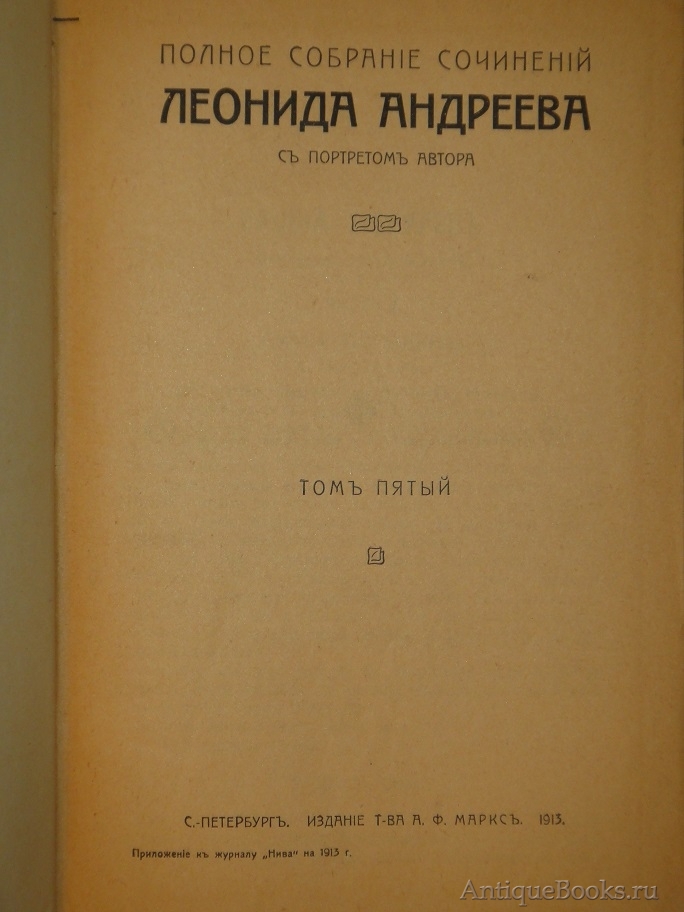 ПОЛНОЕ СОБРАНІЕ СОЧИНЕНІЙ
ЛЕОНИДА АНДРЕЕВА
СЪ ПОРТРЕТОМЪ АВТОРА
ТОМЪ ПЯТЫЙ
С.-ПЕТЕРБУРГЪ. ИЗДАНІЕ Т-ВА А. Ф. МАРКСЪ. 1913.
Приложеніе къ журналу „Нива“ на 1913 г.
AntiqueBooks.ru